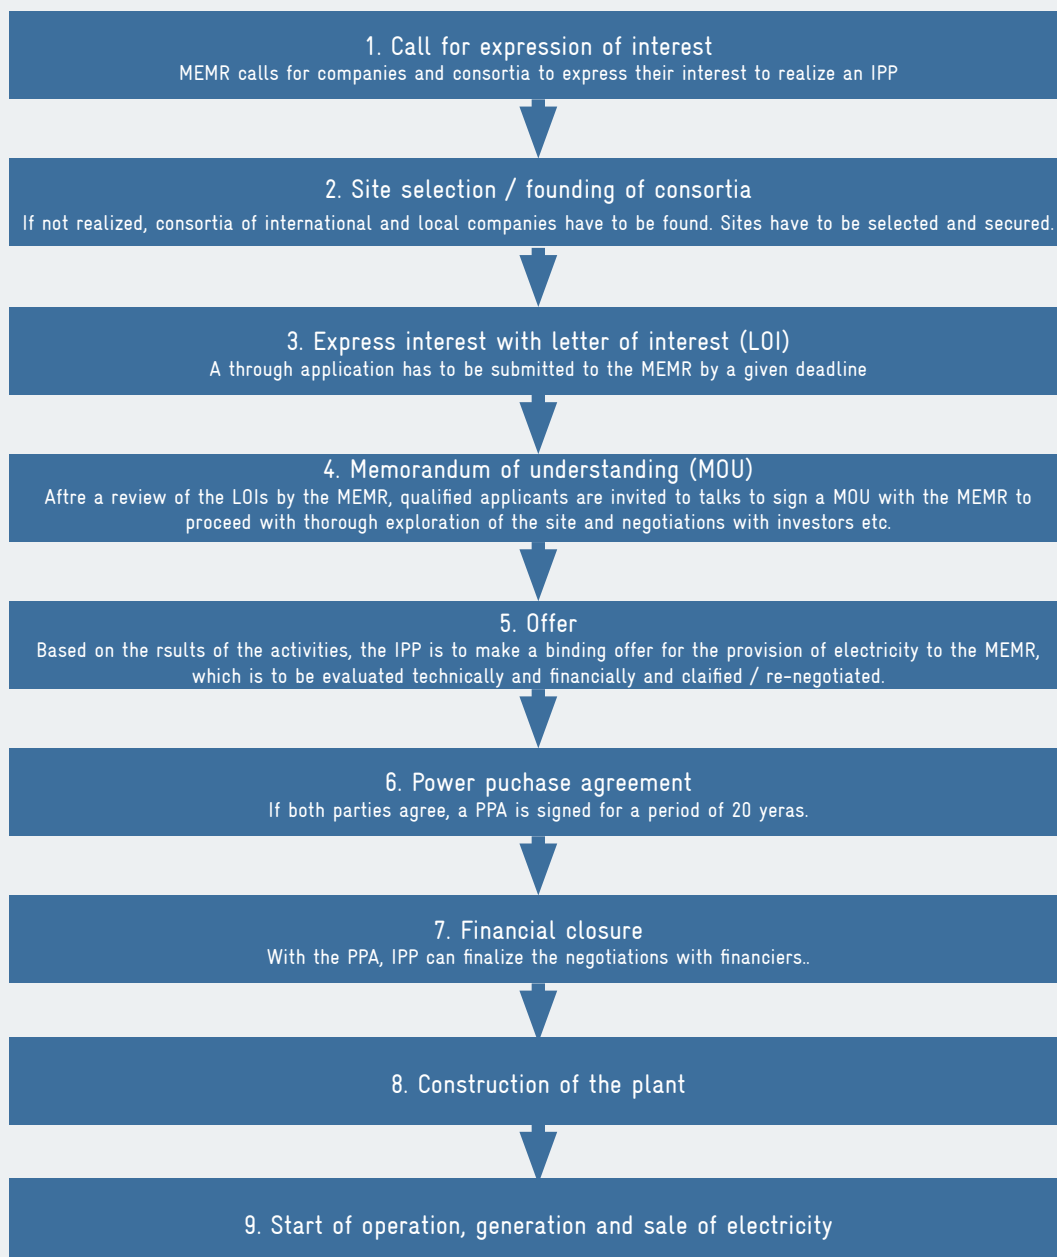 1. Call for expression of interest
MEMR calls for companies and consortia to express their interest to realize an IPP
2. Site selection / founding of consortia
If not realized, consortia of international and local companies have to be found. Sites have to be selected and secured.
3. Express interest with letter of interest (LOI)
A through application has to be submitted to the MEMR by a given deadline
4. Memorandum of understanding (MOU)
Aftre a review of the LOIs by the MEMR, qualified applicants are invited to talks to sign a MOU with the MEMR to
proceed with thorough exploration of the site and negotiations with investors etc.
5. Offer
Based on the rsults of the activities, the IPP is to make a binding offer for the provision of electricity to the MEMR,
which is to be evaluated technically and financially and claified / re-negotiated.
6. Power puchase agreement
If both parties agree, a PPA is signed for a period of 20 yeras.
7. Financial closure
With the PPA, IPP can finalize the negotiations with financiers..
8. Construction of the plant
9. Start of operation, generation and sale of electricity